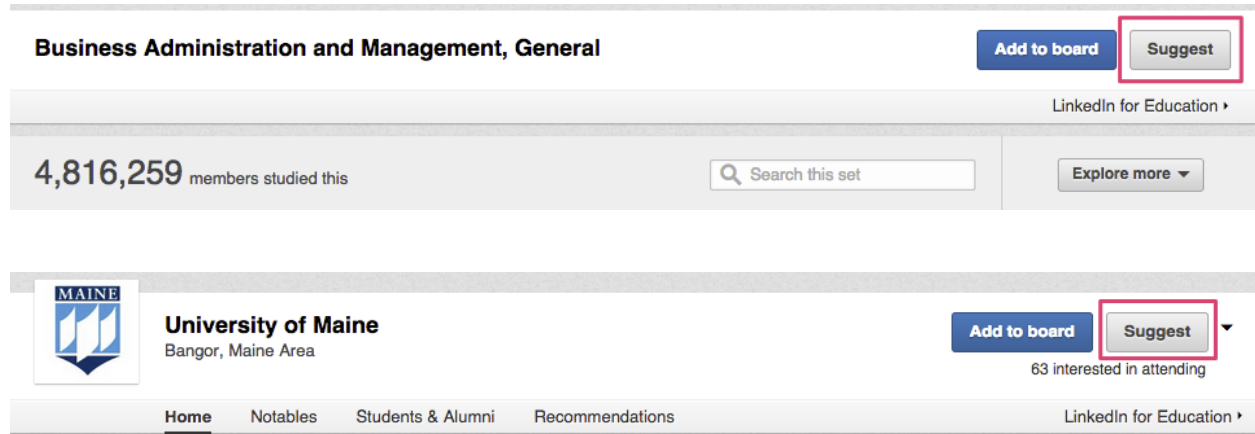 Business Administration and Management, General
Add to board
Suggest
LinkedIn for Education
4,816,259 members studied this
Search this set
Explore more
MAINE
University of Maine
Bangor, Maine Area
Add to board
Suggest
63 interested in attending
Home Notables Students & Alumni Recommendations
LinkedIn for Education